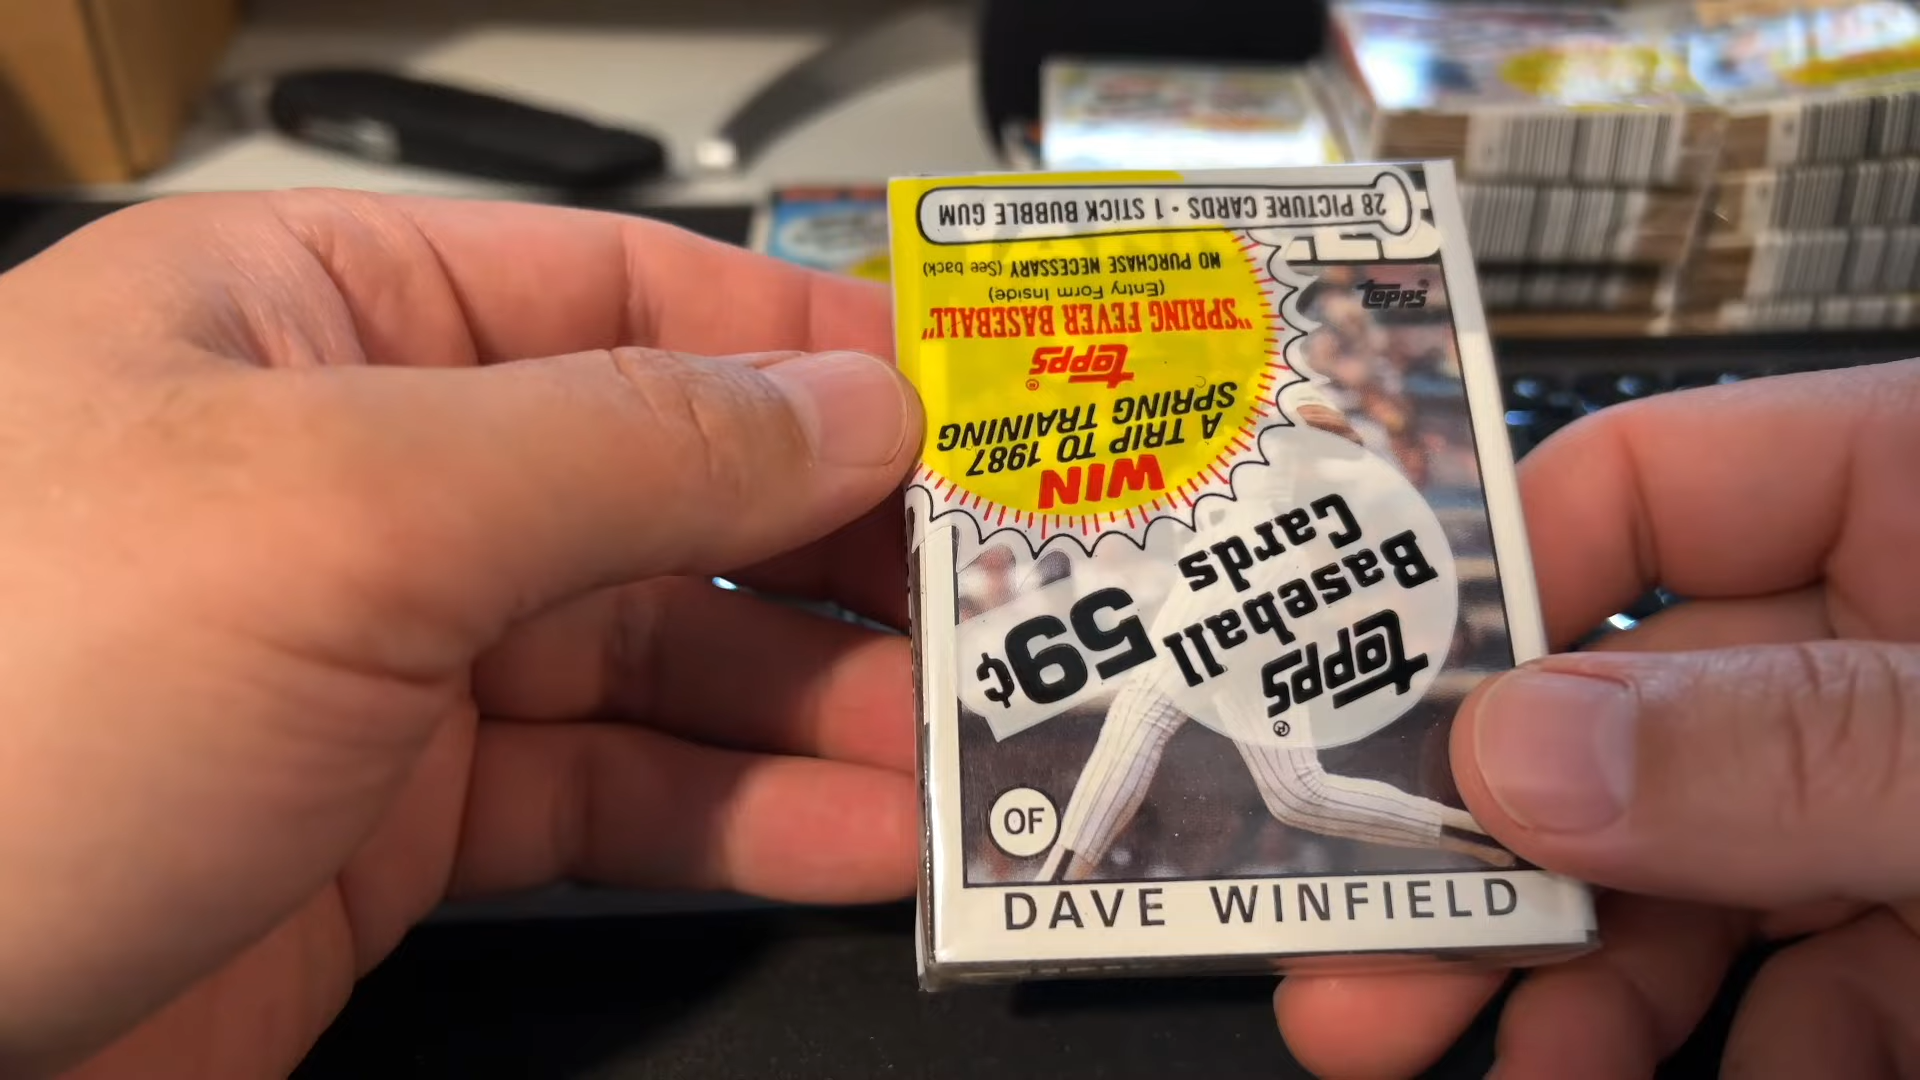 28 PICTURE CARDS • 1 STICK BUBBLE GUM
NO PURCHASE NECESSARY (See back)
(Entry Form Inside)
"SPRING FEVER BASEBALL"
topps®
SPRING TRAINING
A TRIP TO 1987
WIN
topps®
Baseball
Cards
59¢
topps®
OF
DAVE WINFIELD